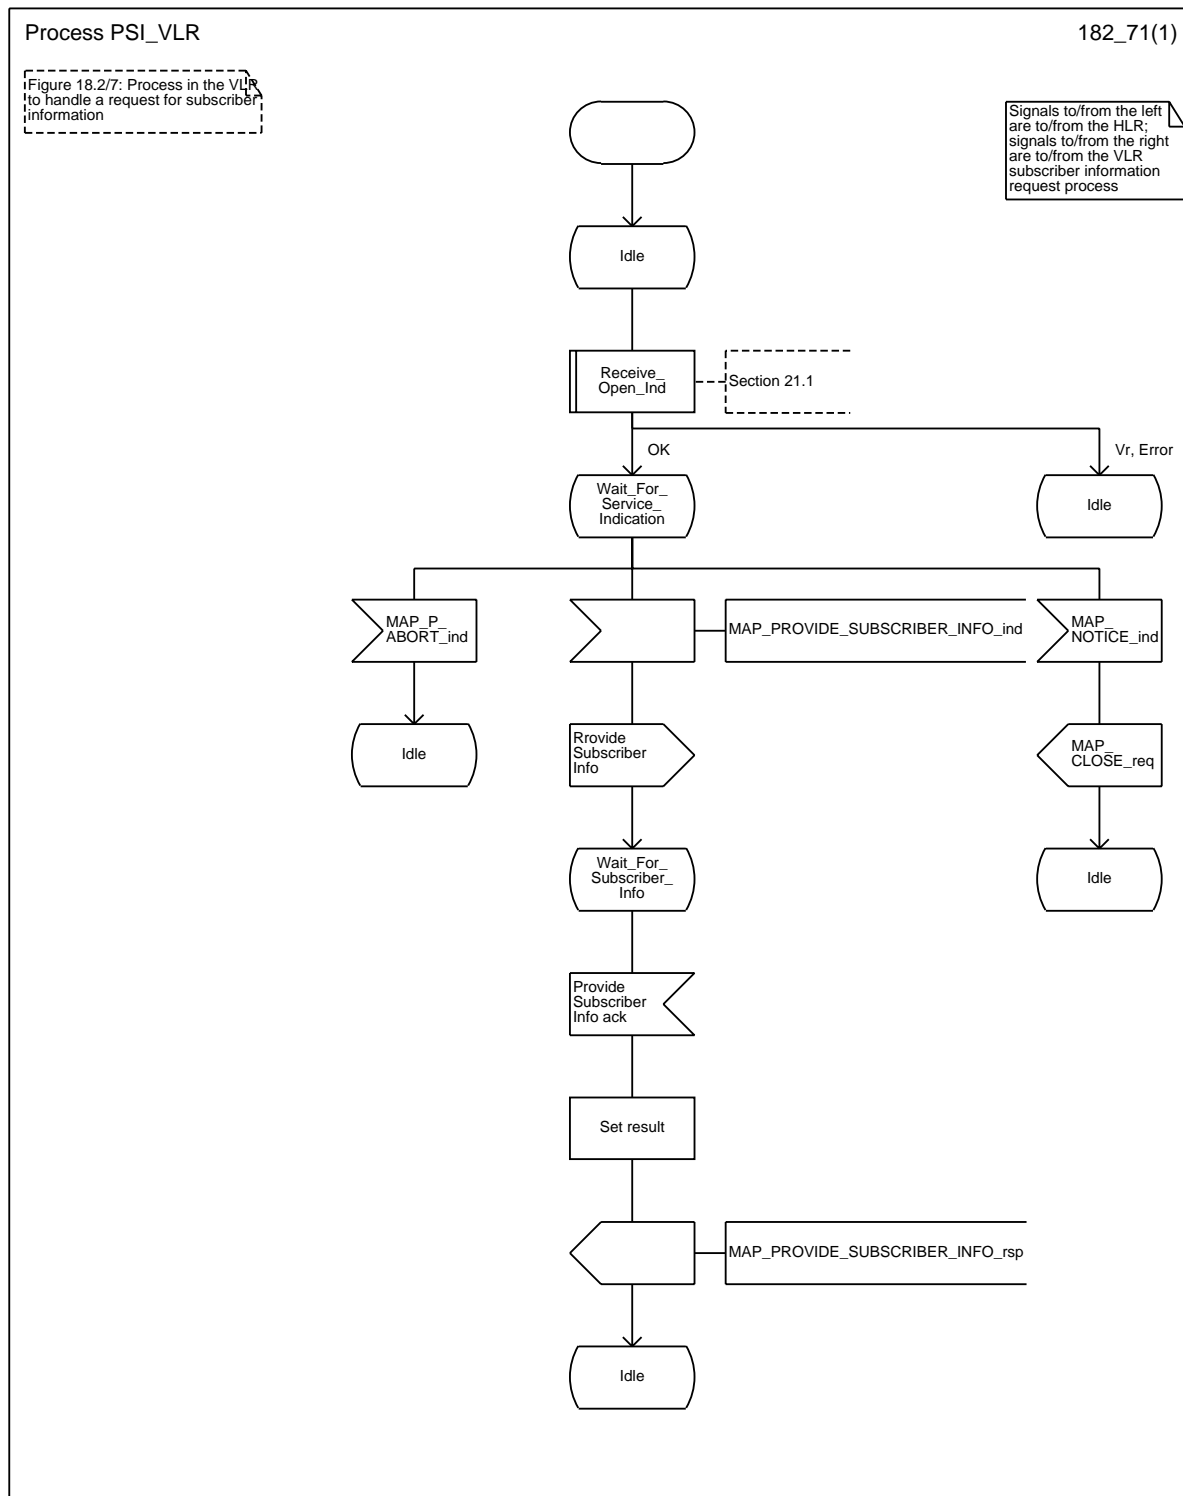 Process PSI_VLR
182_71(1)
Figure 18.2/7: Process in the VLR
to handle a request for subscriber
information
Signals to/from the left
are to/from the HLR;
signals to/from the right
are to/from the VLR
subscriber information
request process
Idle
Receive_
Open_Ind
Section 21.1
OK
Vr, Error
Wait_For_
Service_
Indication
Idle
MAP_P_
ABORT_ind
MAP_PROVIDE_SUBSCRIBER_INFO_ind
MAP_
NOTICE_ind
Idle
Rrovide
Subscriber
Info
MAP_
CLOSE_req
Wait_For_
Subscriber_
Info
Idle
Provide
Subscriber
Info ack
Set result
MAP_PROVIDE_SUBSCRIBER_INFO_rsp
Idle